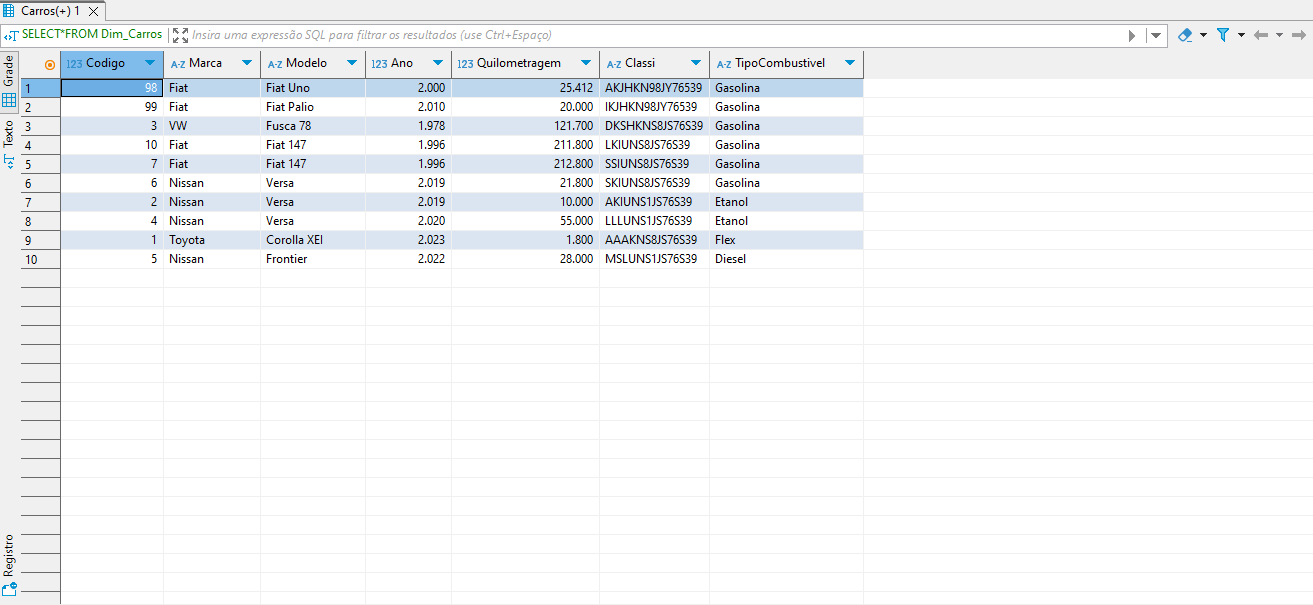 Carros(+) 1
SELECT*FROM Dim_Carros Insira uma expressão SQL para filtrar os resultados (use Ctrl+Espaço)
Grade
Texto
Registro
123 Codigo A-Z Marca A-Z Modelo 123 Ano 123 Quilometragem A-Z Classi A-Z TipoCombustivel
1 98 Fiat Fiat Uno 2.000 25.412 AKJHKN98JY76539 Gasolina
2 99 Fiat Fiat Palio 2.010 20.000 IKJHKN98JY76539 Gasolina
3 3 VW Fusca 78 1.978 121.700 DKSHKNS8JS76S39 Gasolina
4 10 Fiat Fiat 147 1.996 211.800 LKIUNS8JS76S39 Gasolina
5 7 Fiat Fiat 147 1.996 212.800 SSIUNS8JS76S39 Gasolina
6 6 Nissan Versa 2.019 21.800 SKIUNS8JS76S39 Gasolina
7 2 Nissan Versa 2.019 10.000 AKIUNS1JS76S39 Etanol
8 4 Nissan Versa 2.020 55.000 LLLUNS1JS76S39 Etanol
9 1 Toyota Corolla XEI 2.023 1.800 AAAKNS8JS76S39 Flex
10 5 Nissan Frontier 2.022 28.000 MSLUNS1JS76S39 Diesel